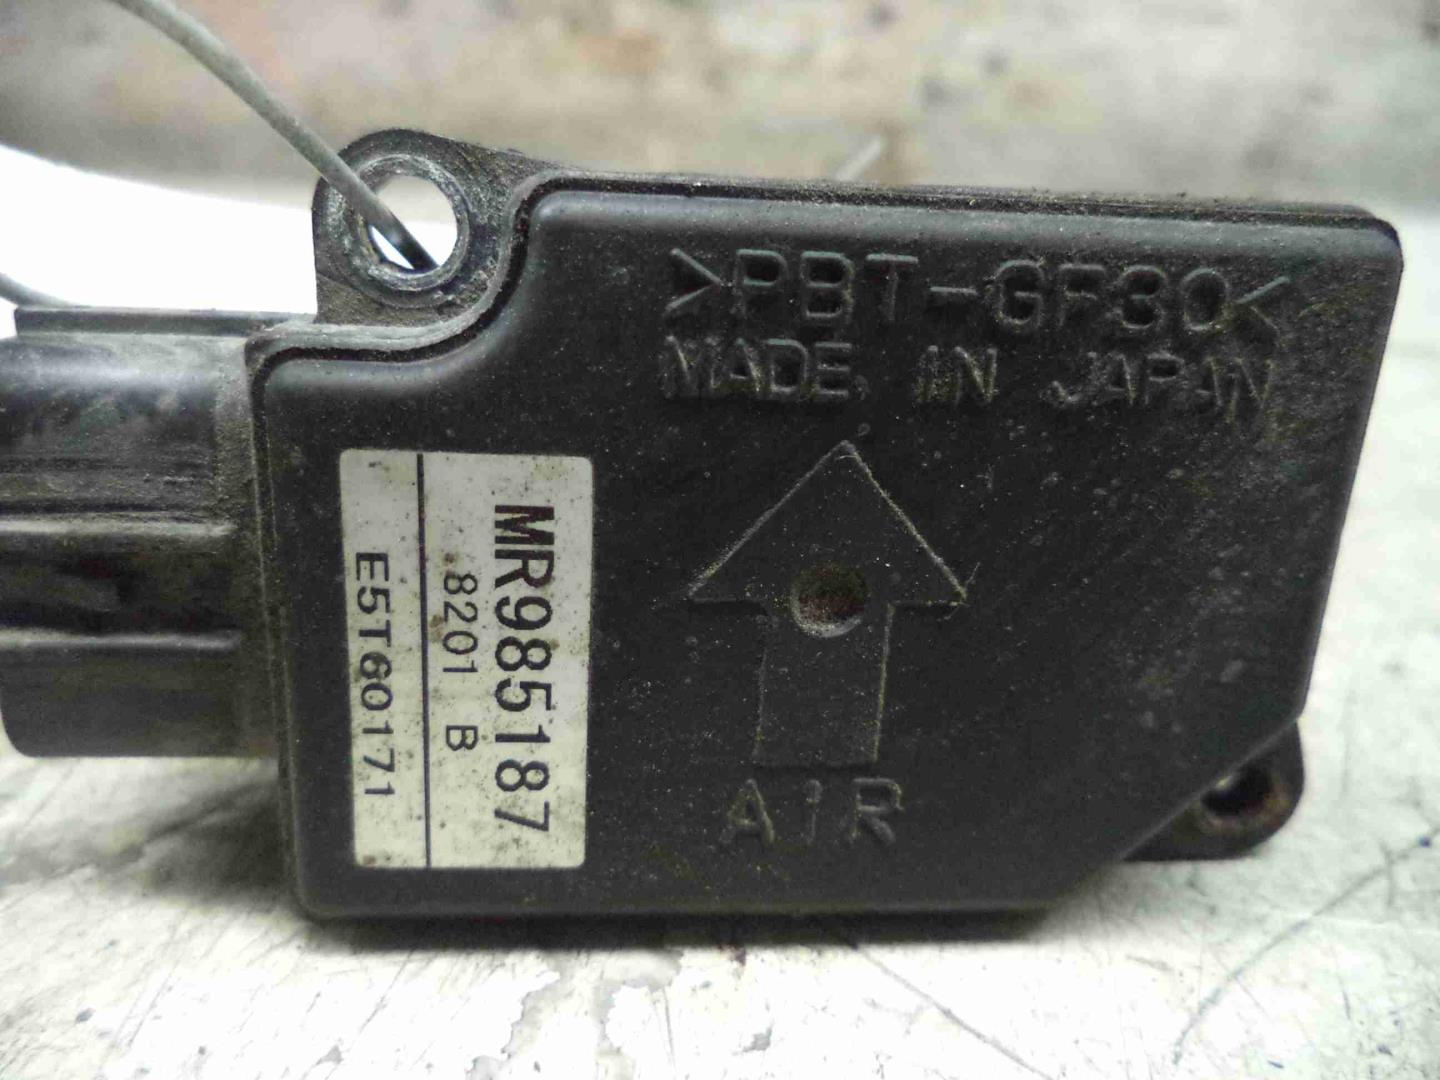 >PBT-GF30<
MADE IN JAPAN
MR985187
8201 B
E5T60171
AIR